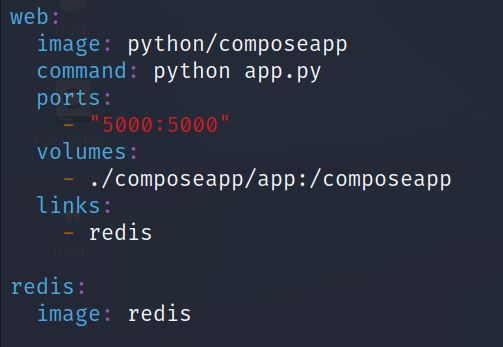 web:
  image: python/composeapp
  command: python app.py
  ports:
    - "5000:5000"
  volumes:
    - ./composeapp/app:/composeapp
  links:
    - redis
Home
redis:
  image: redis